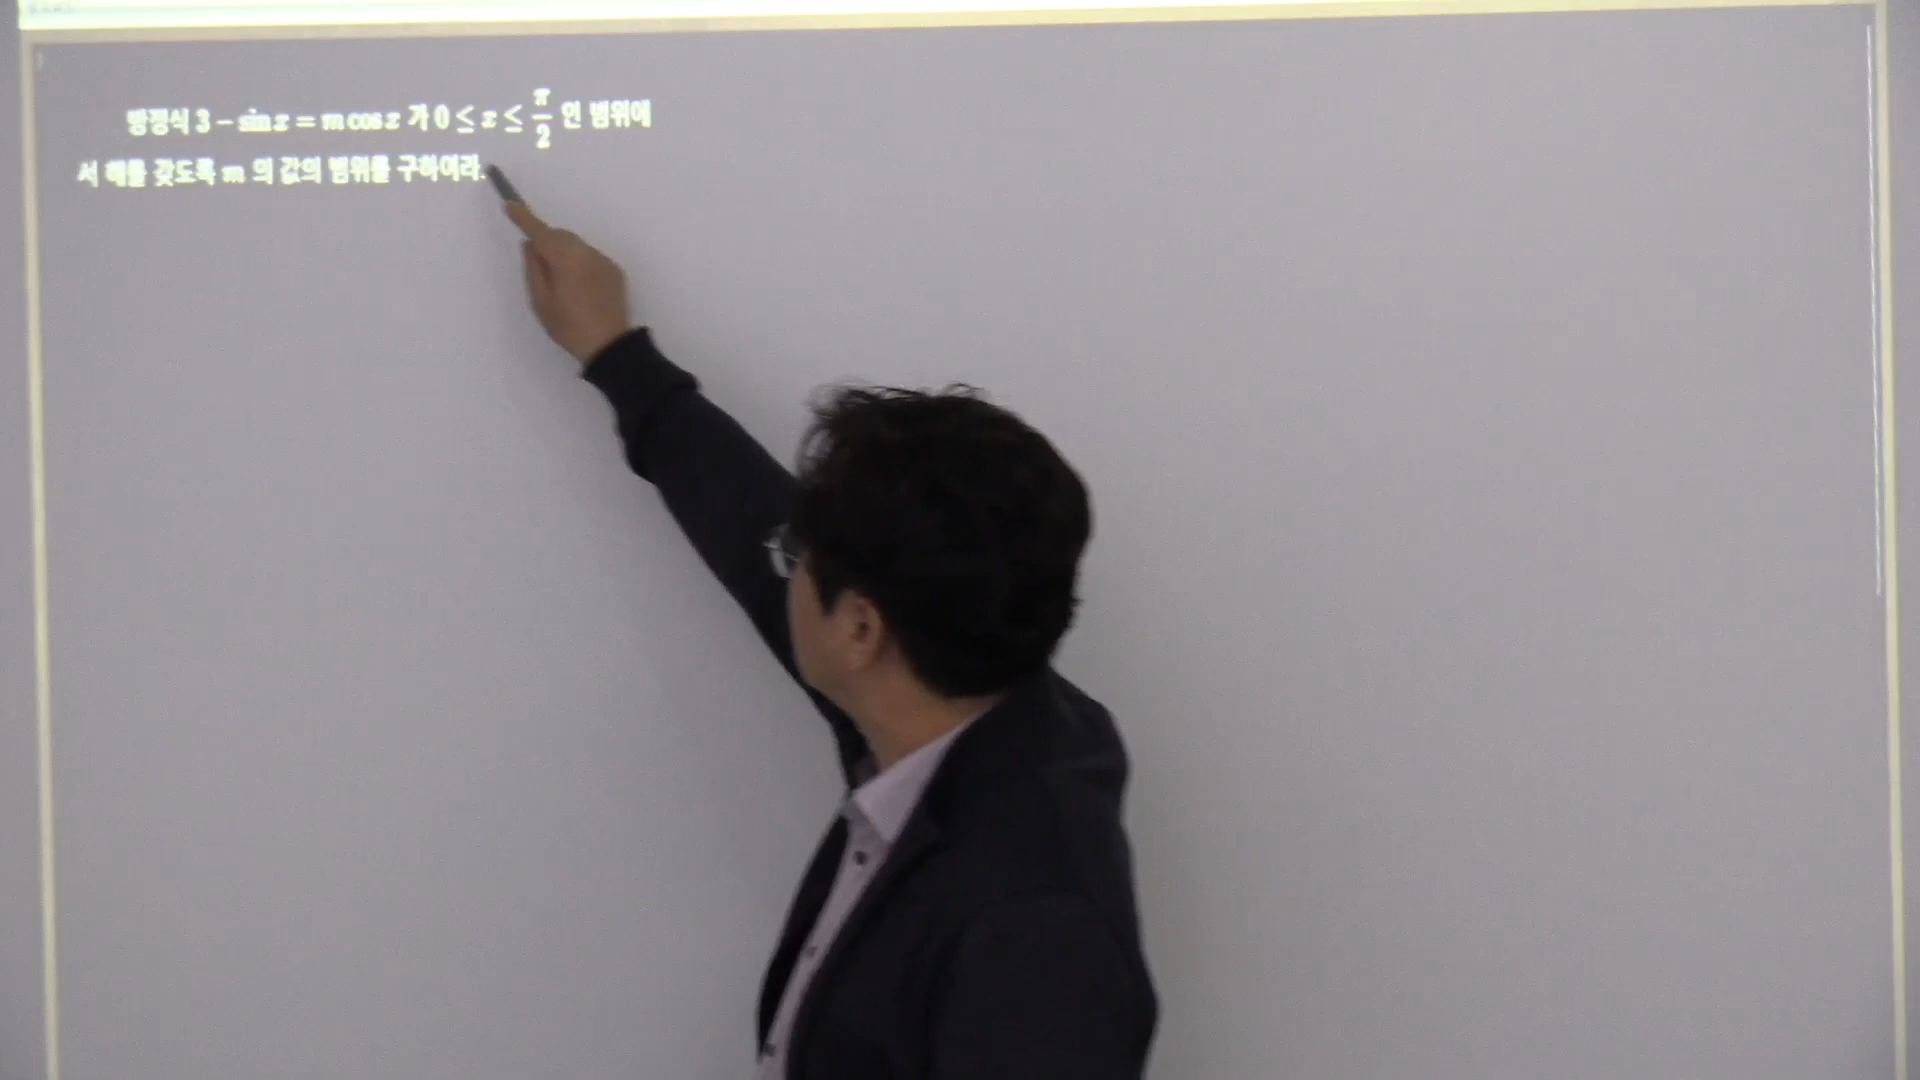 방정식 3 − sin x = m cos x 가 0 ≤ x ≤ π/2 인 범위에
서 해를 갖도록 m 의 값의 범위를 구하여라.